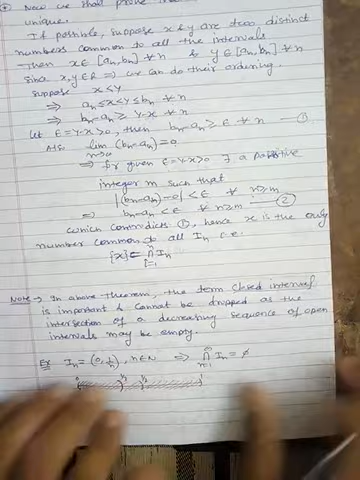 Now we shall prove that
unique.
If possible, suppose x & y are two distinct
numbers common to all the intervals
Then x ∈ [an, bn] ∀ n & y ∈ [an, bn] ∀ n
since x, y ∈ R ⇒ we can do their ordering.
suppose x < y
⇒ an ≤ x < y ≤ bn ∀ n
⇒ bn - an ≥ y - x ∀ n
let ε = y - x > 0, then bn - an ≥ ε ∀ n —①
Also lim n→∞ (bn - an) = 0
⇒ for given ε = y - x > 0 ∃ a positive
integer m such that
|(bn - an) - 0| < ε ∀ n ≥ m
⇒ bn - an < ε ∀ n ≥ m —②
which contradicts ①, hence x is the only
number common to all In i.e.
{x} = ∩ In
Note → In above Theorem, the term closed interval
is important & cannot be dropped as the
intersection of a decreasing sequence of open
intervals may be empty.
Ex In = (0, 1/n), n ∈ N ⇒ ∩ n=1 ∞ In = ϕ